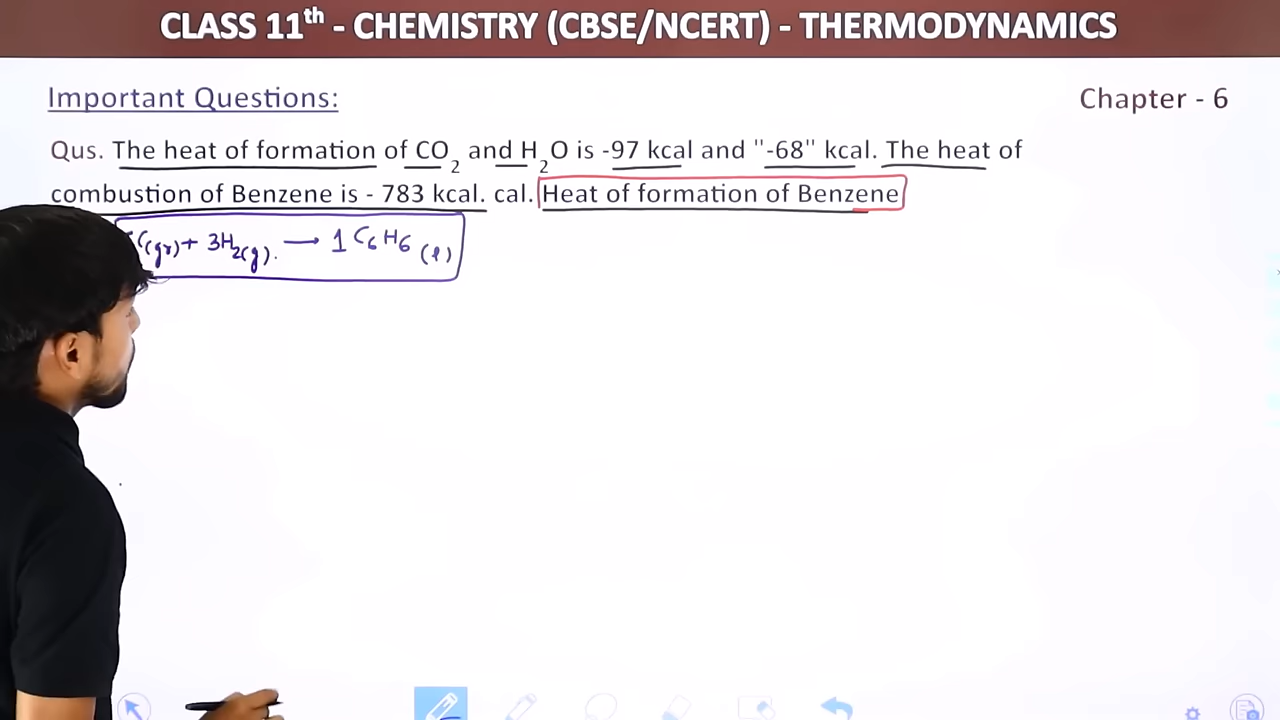 CLASS 11th - CHEMISTRY (CBSE/NCERT) - THERMODYNAMICS
Important Questions:
Chapter - 6
Qus. The heat of formation of CO2 and H2O is -97 kcal and "-68" kcal. The heat of
combustion of Benzene is - 783 kcal. cal. Heat of formation of Benzene
C(gr) + 3H2(g). → 1 C6H6 (l)